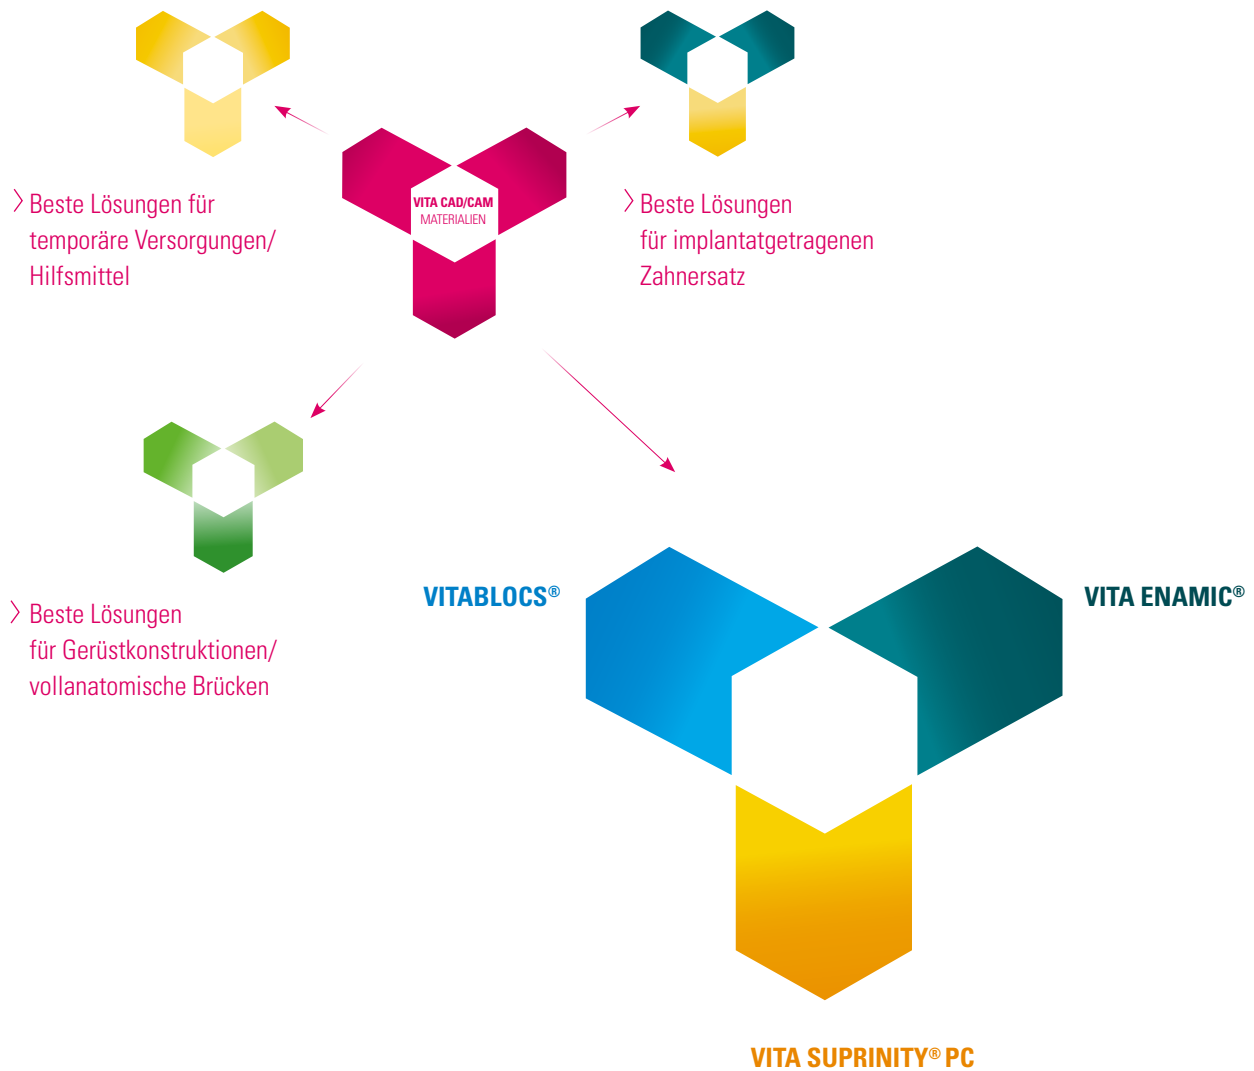 VITA CAD/CAM
MATERIALIEN
〉Beste Lösungen für
temporäre Versorgungen/
Hilfsmittel
〉Beste Lösungen
für implantatgetragenen
Zahnersatz
〉Beste Lösungen
für Gerüstkonstruktionen/
vollanatomische Brücken
VITABLOCS®
VITA ENAMIC®
VITA SUPRINITY® PC